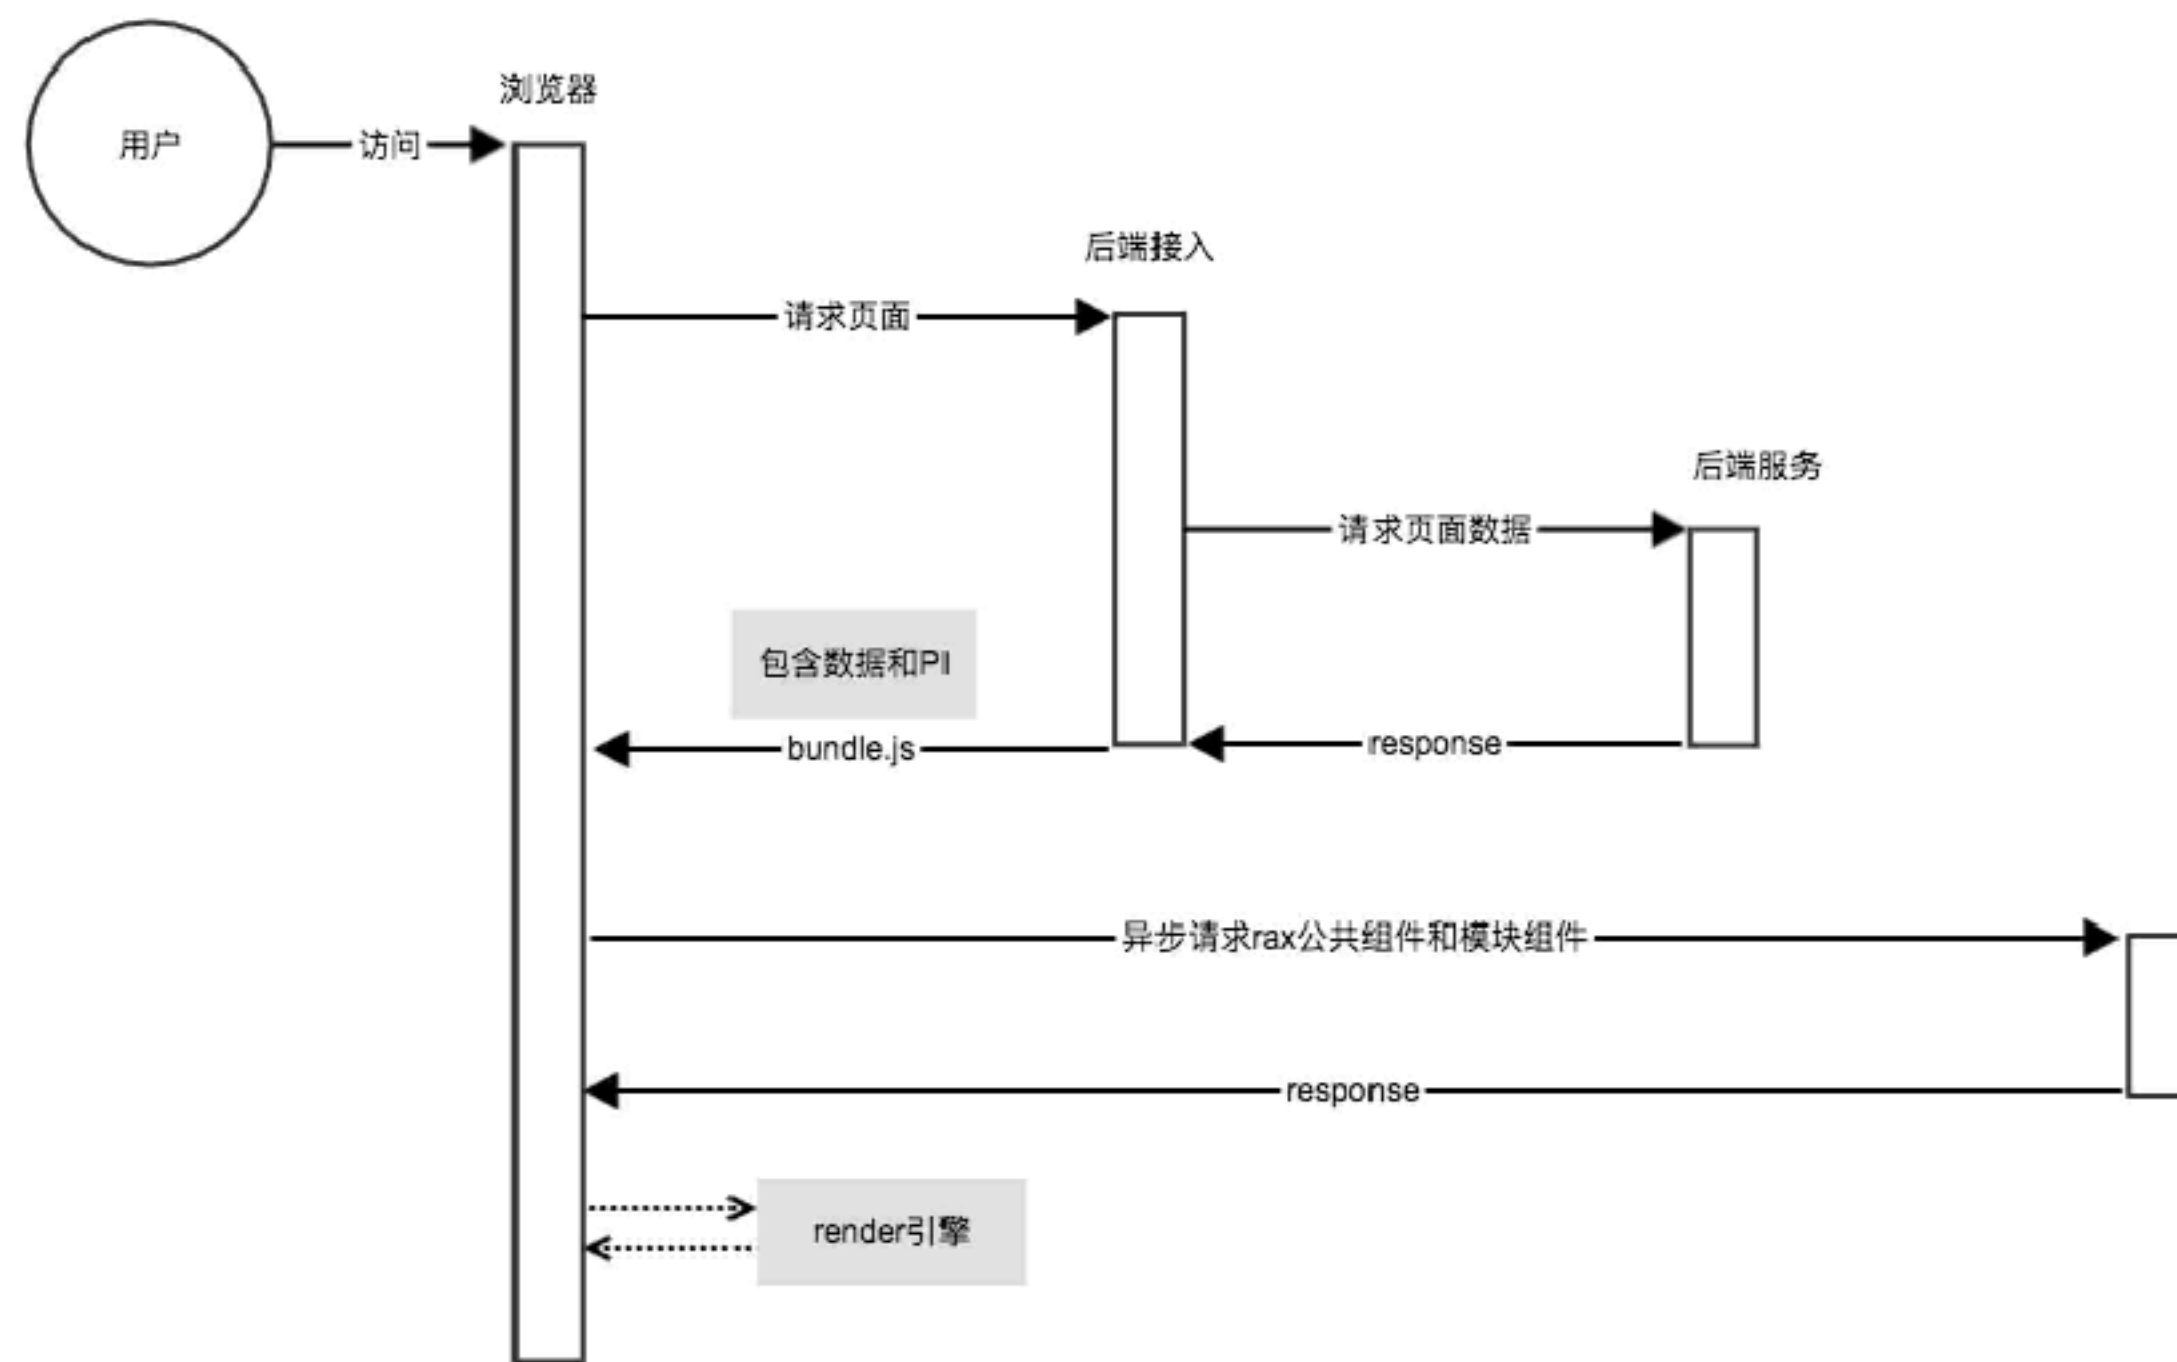 浏览器
用户
访问
后端接入
请求页面
后端服务
请求页面数据
包含数据和PI
bundle.js
response
异步请求rax公共组件和模块组件
response
render引擎